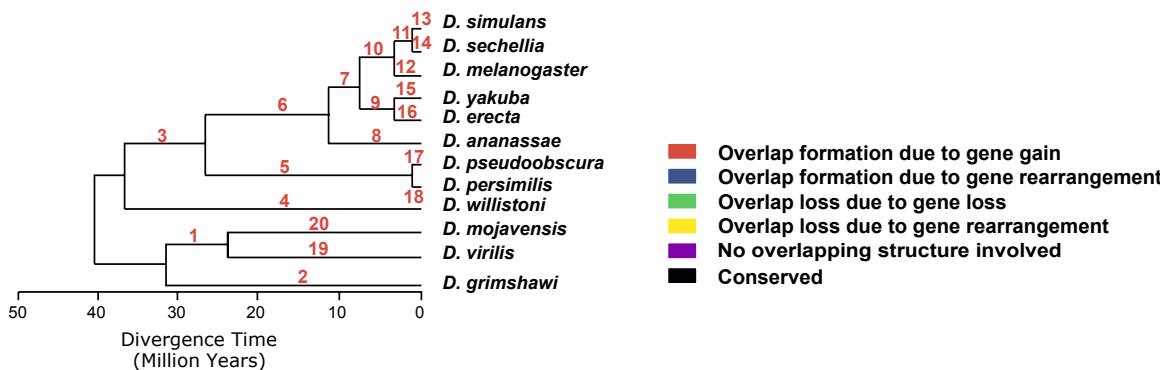 13
D. simulans
11
14
D. sechellia
10
12
D. melanogaster
7
15
D. yakuba
6
9
16
D. erecta
3
8
D. ananassae
17
D. pseudoobscura
5
D. persimilis
4
18
D. willistoni
20
D. mojavensis
1
19
D. virilis
2
D. grimshawi
50 40 30 20 10 0
Divergence Time
(Million Years)
Overlap formation due to gene gain
Overlap formation due to gene rearrangement
Overlap loss due to gene loss
Overlap loss due to gene rearrangement
No overlapping structure involved
Conserved